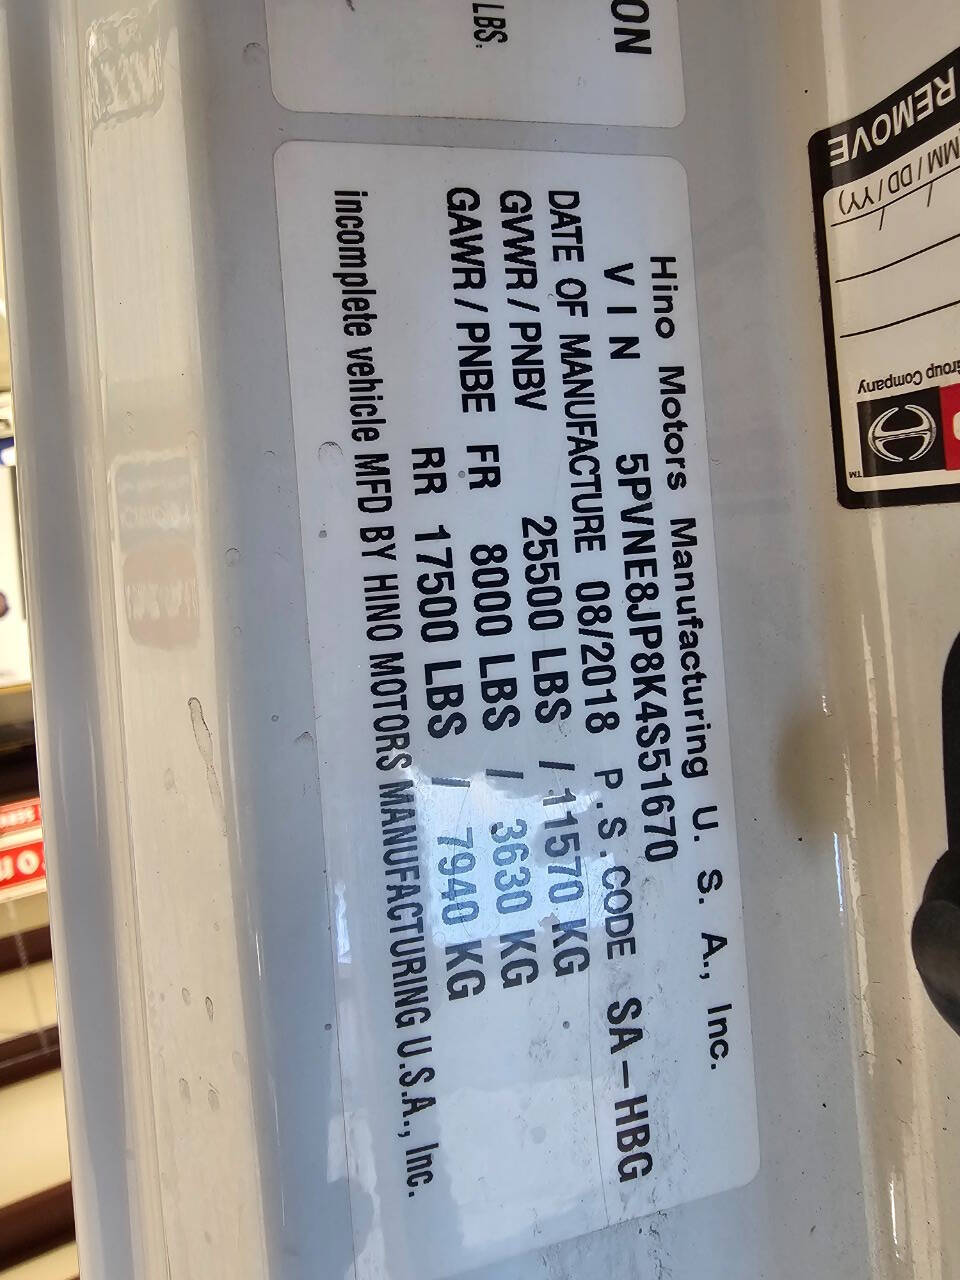 ON
LBS.
Hino Motors Manufacturing U. S. A., Inc.
VIN 5PVNE8JP8K4S51670
DATE OF MANUFACTURE 08/2018 P.S.CODE SA-HBG
GVWR / PNBV 25500 LBS / 11570 KG
GAWR / PNBE FR 8000 LBS / 3630 KG
RR 17500 LBS / 7940 KG
incomplete vehicle MFD BY HINO MOTORS MANUFACTURING U.S.A., Inc.
REMOVE
MM / DD / YY)
/ /
Group Company
TM